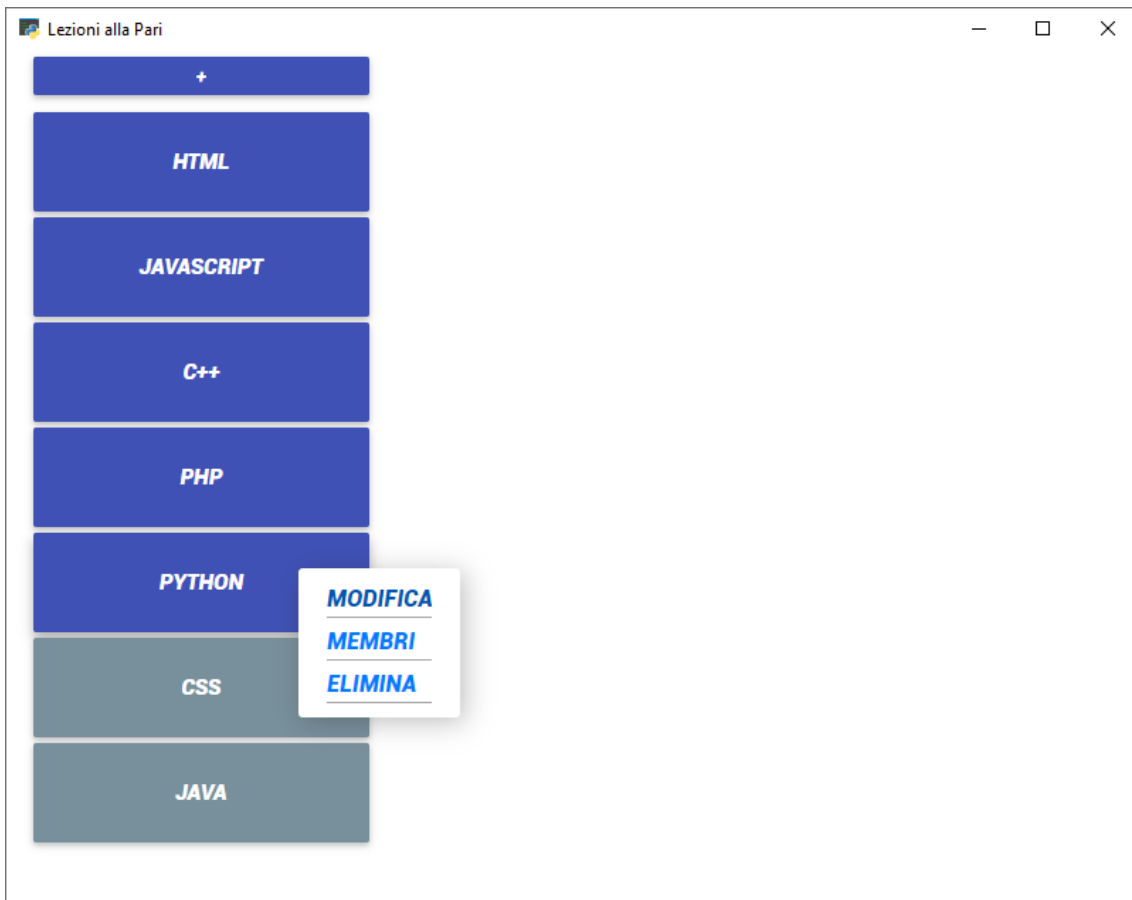 Lezioni alla Pari
+
HTML
JAVASCRIPT
C++
PHP
PYTHON
MODIFICA
MEMBRI
ELIMINA
CSS
JAVA